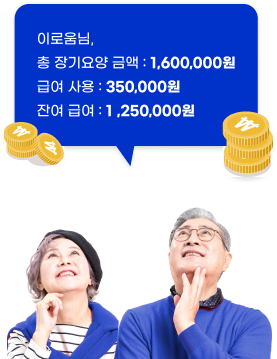 이로움님,
총 장기요양 금액 : 1,600,000원
급여 사용 : 350,000원
잔여 급여 : 1 ,250,000원